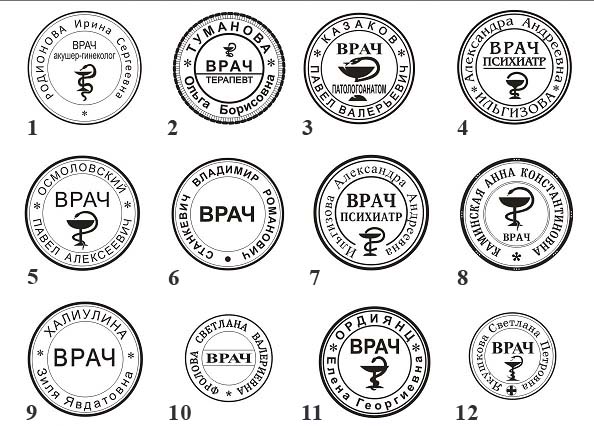 РОДИОНОВА Ирина Сергеевна
ВРАЧ
акушер-гинеколог
*
1
* ТУМАНОВА *
ВРАЧ
ТЕРАПЕВТ
Ольга Борисовна
2
* КАЗАКОВ *
ВРАЧ
ПАТОЛОГОАНАТОМ
ПАВЕЛ ВАЛЕРЬЕВИЧ
3
Александра Андреевна
ВРАЧ
ПСИХИАТР
* ИЛЬГИЗОВА *
4
* ОСМОЛОВСКИЙ *
ВРАЧ
ПАВЕЛ АЛЕКСЕЕВИЧ
5
СТАНКЕВИЧ ВЛАДИМИР РОМАНОВИЧ
ВРАЧ
6
Ильгизова Александра Андреевна
ВРАЧ
ПСИХИАТР
7
КАМИНСКАЯ АННА КОНСТАНТИНОВНА
ВРАЧ
*
8
ХАЛИУЛИНА
ВРАЧ
* Зиля Явдатовна *
9
ФРОЛОВА СВЕТЛАНА ВАЛЕРИЕВНА
ВРАЧ
*
10
ОРДИЯНЦ
ВРАЧ
* Елена Георгиевна *
11
Якушкова Светлана Петровна
ВРАЧ
12